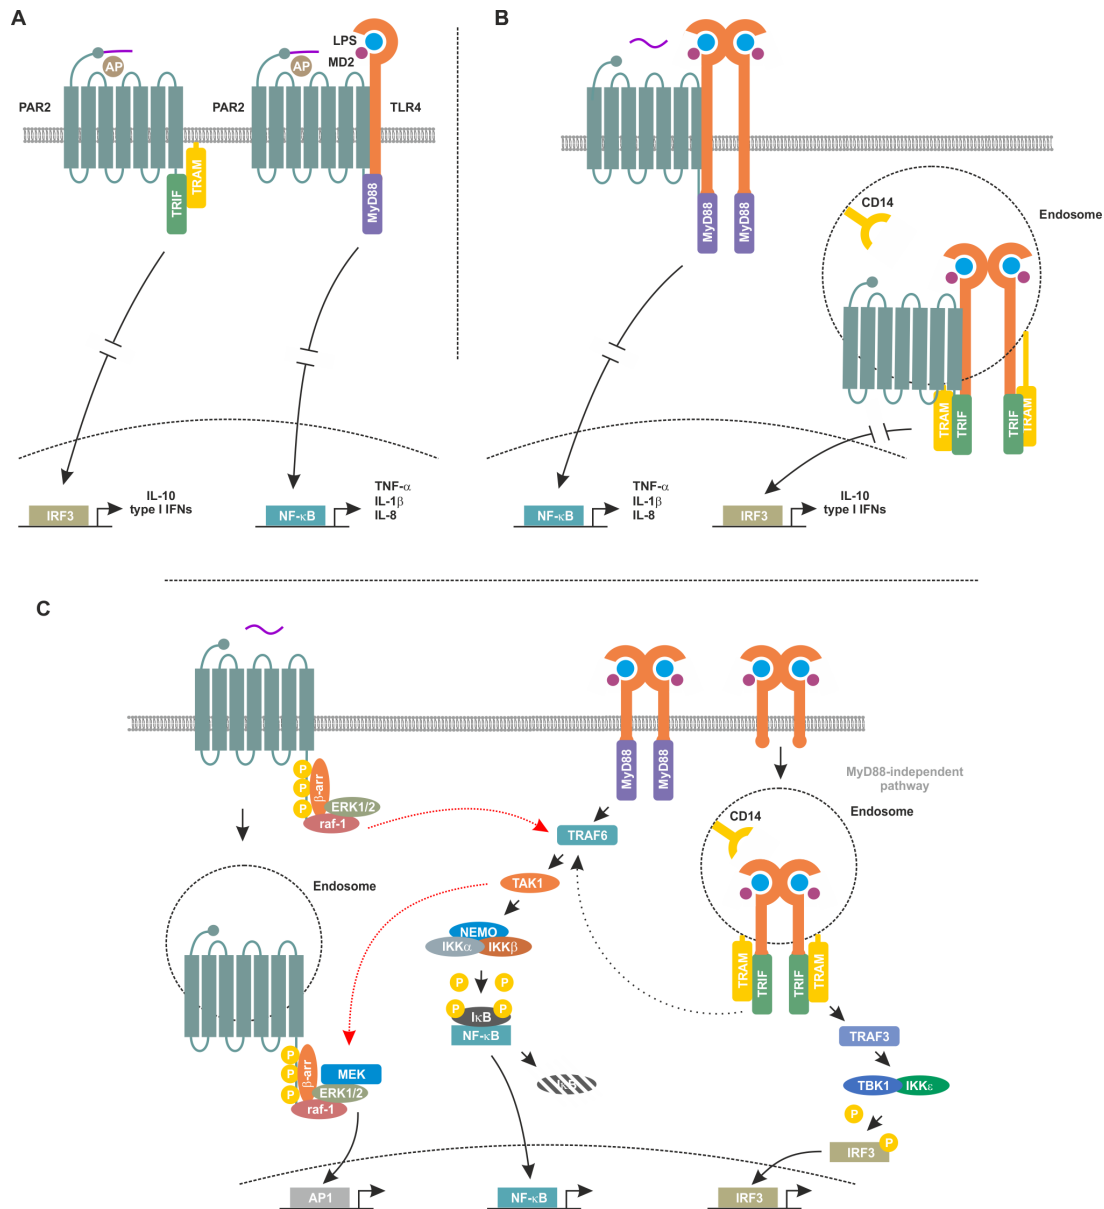 A
LPS
AP
AP
MD2
PAR2
PAR2
TLR4
TRAM
TRIF
MyD88
IL-10
type I IFNs
IRF3
TNF-α
IL-1β
IL-8
NF-κB
B
MyD88
MyD88
CD14
Endosome
TRAM
TRIF
TRIF
TRAM
TNF-α
IL-1β
IL-8
NF-κB
IL-10
type I IFNs
IRF3
C
P
P
P
β-arr
ERK1/2
raf-1
MyD88
MyD88
MyD88-independent
pathway
Endosome
CD14
TRAF6
TAK1
Endosome
NEMO
IKKα
IKKβ
P
P
P
P
IκB
NF-κB
IκB
TRAM
TRIF
TRIF
TRAM
TRAF3
TBK1
IKKε
P
P
IRF3
P
P
P
β-arr
MEK
ERK1/2
raf-1
AP1
NF-κB
IRF3